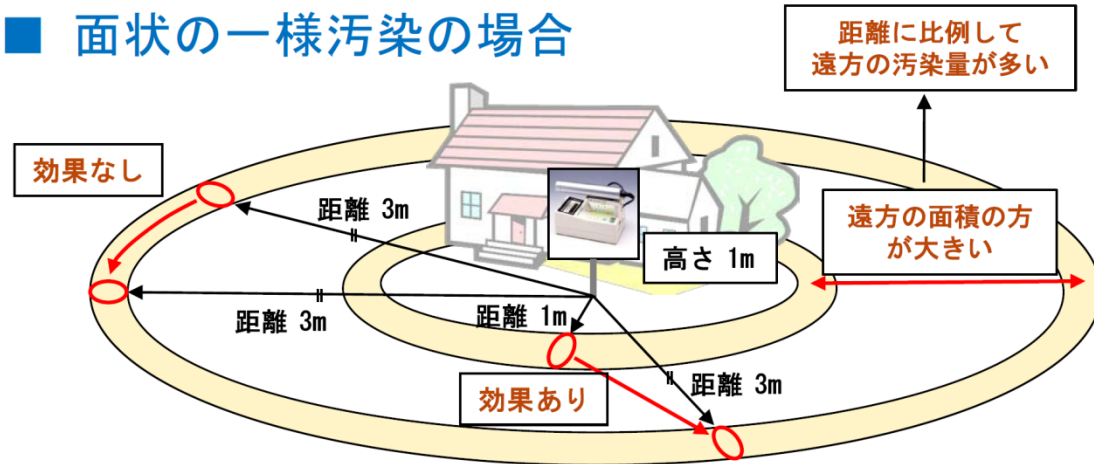 ■ 面状の一様汚染の場合
距離に比例して
遠方の汚染量が多い
効果なし
距離 3m
遠方の面積の方
が大きい
高さ 1m
距離 3m
距離 1m
距離 3m
効果あり